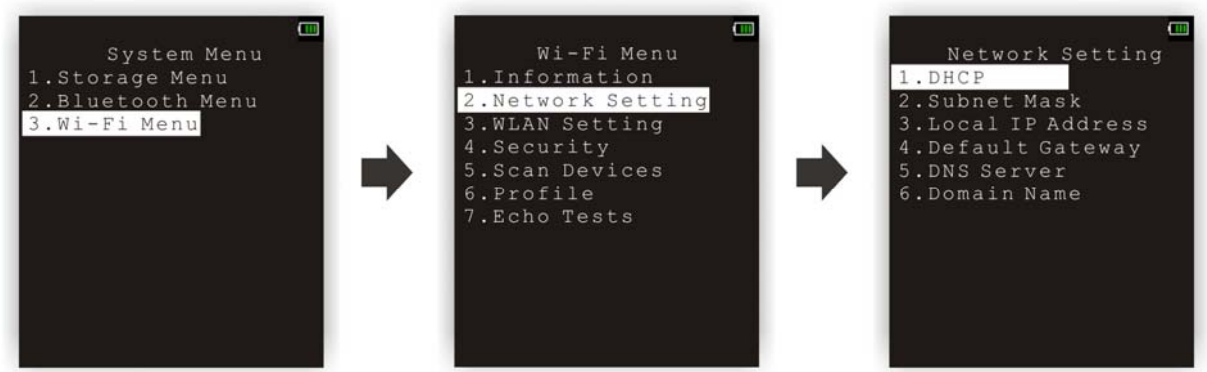 System Menu
1.Storage Menu
2.Bluetooth Menu
3.Wi-Fi Menu
Wi-Fi Menu
1.Information
2.Network Setting
3.WLAN Setting
4.Security
5.Scan Devices
6.Profile
7.Echo Tests
Network Setting
1.DHCP
2.Subnet Mask
3.Local IP Address
4.Default Gateway
5.DNS Server
6.Domain Name